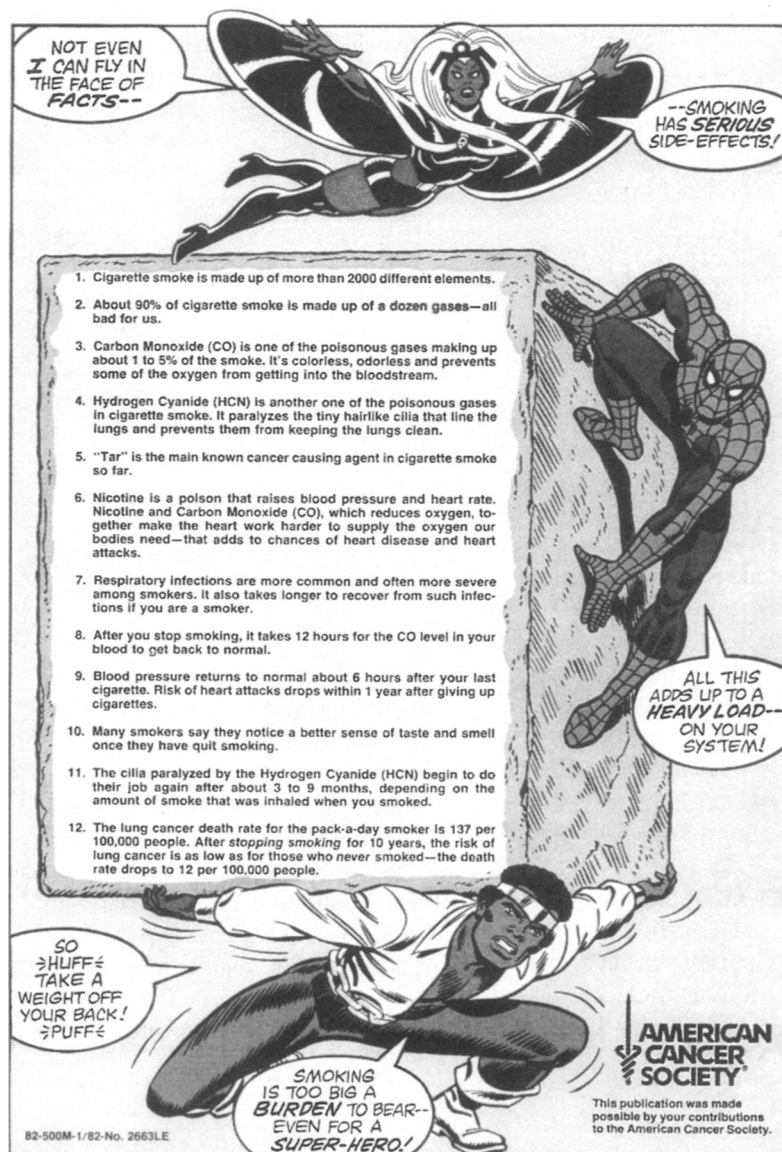 NOT EVEN
I CAN FLY IN
THE FACE OF
FACTS--
--SMOKING
HAS SERIOUS
SIDE-EFFECTS!
1. Cigarette smoke is made up of more than 2000 different elements.
2. About 90% of cigarette smoke is made up of a dozen gases—all
bad for us.
3. Carbon Monoxide (CO) is one of the poisonous gases making up
about 1 to 5% of the smoke. It's colorless, odorless and prevents
some of the oxygen from getting into the bloodstream.
4. Hydrogen Cyanide (HCN) is another one of the poisonous gases
in cigarette smoke. It paralyzes the tiny hairlike cilia that line the
lungs and prevents them from keeping the lungs clean.
5. "Tar" is the main known cancer causing agent in cigarette smoke
so far.
6. Nicotine is a poison that raises blood pressure and heart rate.
Nicotine and Carbon Monoxide (CO), which reduces oxygen, to-
gether make the heart work harder to supply the oxygen our
bodies need—that adds to chances of heart disease and heart
attacks.
7. Respiratory infections are more common and often more severe
among smokers. It also takes longer to recover from such infec-
tions if you are a smoker.
8. After you stop smoking, it takes 12 hours for the CO level in your
blood to get back to normal.
9. Blood pressure returns to normal about 6 hours after your last
cigarette. Risk of heart attacks drops within 1 year after giving up
cigarettes.
10. Many smokers say they notice a better sense of taste and smell
once they have quit smoking.
11. The cilia paralyzed by the Hydrogen Cyanide (HCN) begin to do
their job again after about 3 to 9 months, depending on the
amount of smoke that was inhaled when you smoked.
12. The lung cancer death rate for the pack-a-day smoker is 137 per
100,000 people. After stopping smoking for 10 years, the risk of
lung cancer is as low as for those who never smoked—the death
rate drops to 12 per 100,000 people.
ALL THIS
ADDS UP TO A
HEAVY LOAD--
ON YOUR
SYSTEM!
SO
HUFF
TAKE A
WEIGHT OFF
YOUR BACK!
PUFF
SMOKING
IS TOO BIG A
BURDEN TO BEAR--
EVEN FOR A
SUPER-HERO!
AMERICAN
CANCER
SOCIETY®
This publication was made
possible by your contributions
to the American Cancer Society.
82-500M-1/82-No. 2663LE